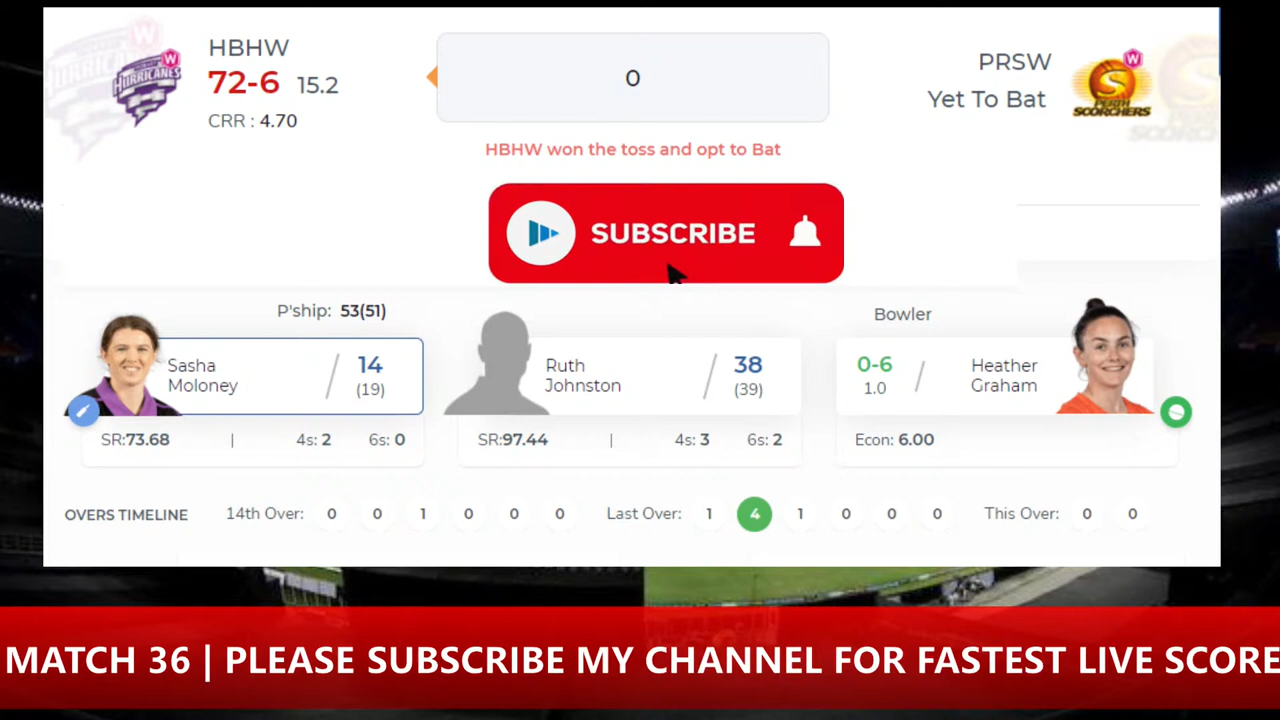 HBHW
72-6 15.2
CRR : 4.70
0
PRSW
Yet To Bat
HURRICANES
W
PERTH
SCORCHERS
W
HBHW won the toss and opt to Bat
SUBSCRIBE
P'ship: 53(51)
Bowler
Sasha
Moloney
/ 14
(19)
Ruth
Johnston
/ 38
(39)
0-6
1.0
/
Heather
Graham
SR:73.68 | 4s: 2 6s: 0
SR:97.44 | 4s: 3 6s: 2
Econ: 6.00
OVERS TIMELINE 14th Over: 0 0 1 0 0 0 Last Over: 1 4 1 0 0 0 This Over: 0 0
MATCH 36 | PLEASE SUBSCRIBE MY CHANNEL FOR FASTEST LIVE SCORE